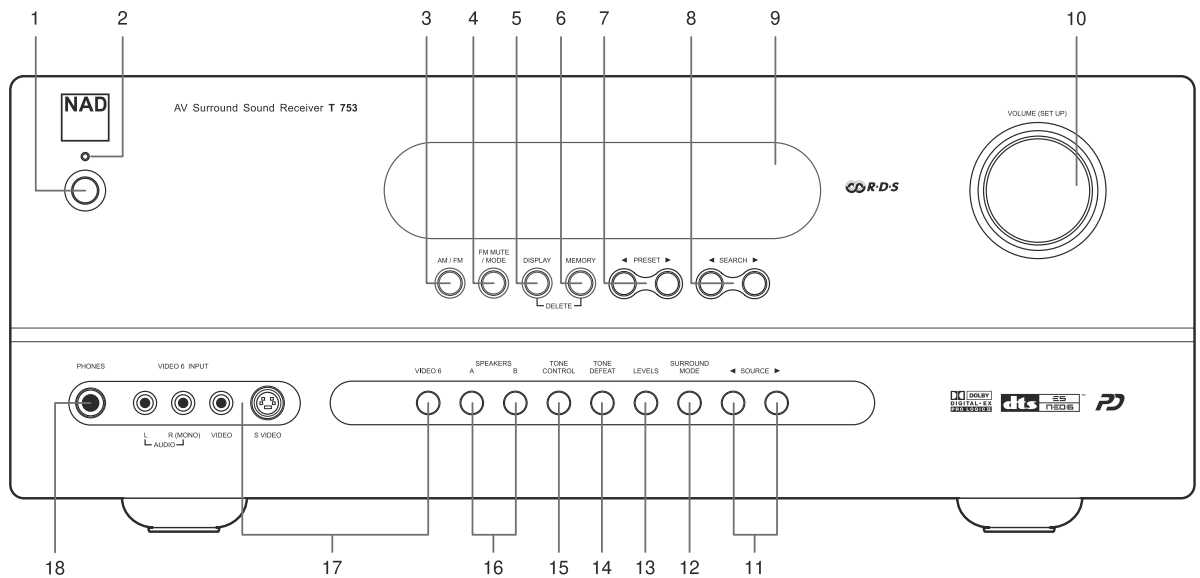 1 2 3 4 5 6 7 8 9 10
NAD
AV Surround Sound Receiver T 753
VOLUME (SET UP)
R·D·S
AM / FM
FM MUTE
/ MODE
DISPLAY
MEMORY
◄ PRESET ►
◄ SEARCH ►
DELETE
PHONES
VIDEO 6 INPUT
L
R (MONO)
AUDIO
VIDEO
S VIDEO
VIDEO 6
SPEAKERS
A B
TONE
CONTROL
TONE
DEFEAT
LEVELS
SURROUND
MODE
◄ SOURCE ►
DOLBY
DIGITAL·EX
PRO LOGIC II
dts ES
NEO:6
™
PD
18 17 16 15 14 13 12 11